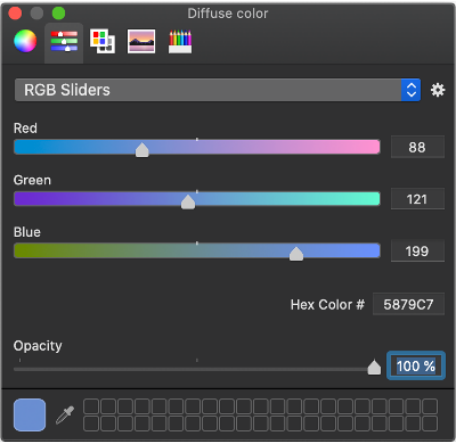 Diffuse color
RGB Sliders
Red
88
Green
121
Blue
199
Hex Color # 5879C7
Opacity
100 %